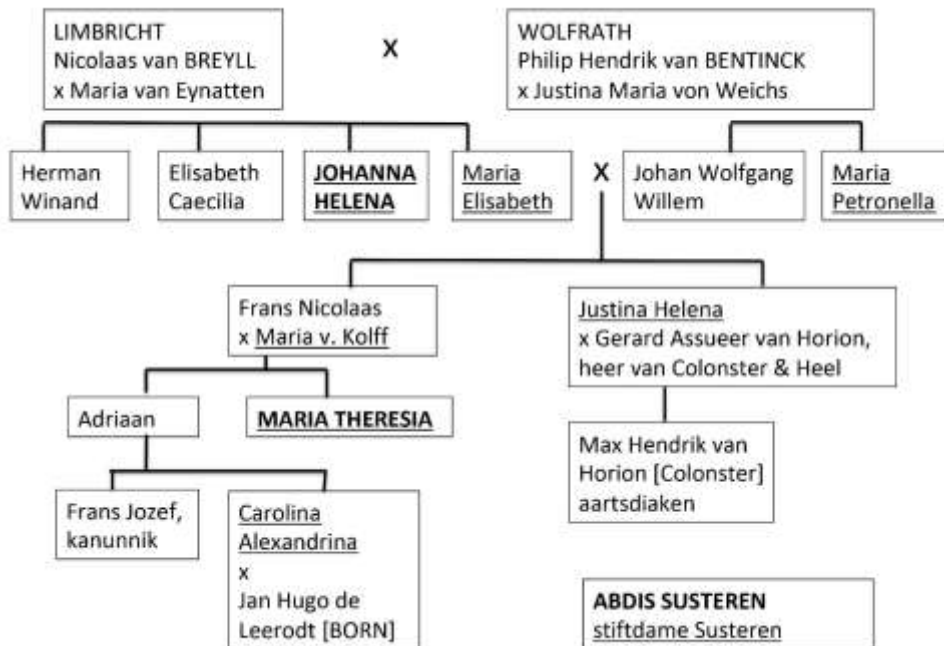 LIMBRICHT
Nicolaas van BREYLL
x Maria van Eynatten
X
WOLFRATH
Philip Hendrik van BENTINCK
x Justina Maria von Weichs
Herman
Winand
Elisabeth
Caecilia
JOHANNA
HELENA
Maria
Elisabeth
X
Johan Wolfgang
Willem
Maria
Petronella
Frans Nicolaas
x Maria v. Kolff
Justina Helena
x Gerard Assueer van Horion,
heer van Colonster & Heel
Adriaan
MARIA THERESIA
Max Hendrik van
Horion [Colonster]
aartsdiaken
Frans Jozef,
kanunnik
Carolina
Alexandrina
x
Jan Hugo de
Leerodt [BORN]
ABDIS SUSTEREN
stiftdame Susteren